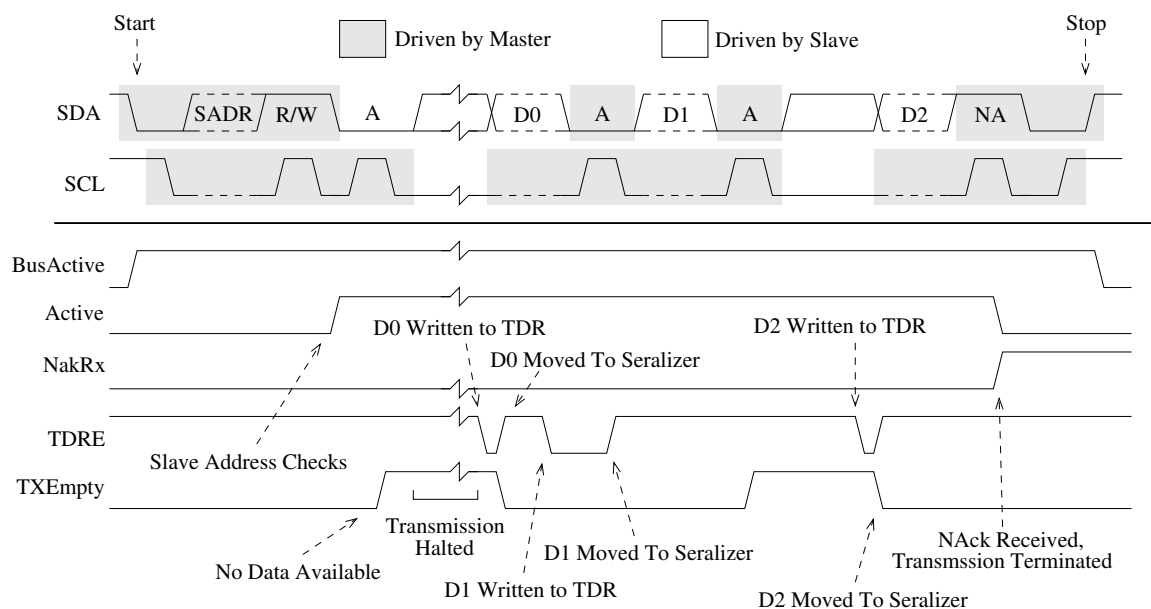 Start
Driven by Master
Driven by Slave
Stop
SDA
SADR
R/W
A
D0
A
D1
A
D2
NA
SCL
BusActive
Active
D0 Written to TDR
D2 Written to TDR
D0 Moved To Seralizer
NakRx
TDRE
Slave Address Checks
TXEmpty
Transmission
Halted
NAck Received,
Transmssion Terminated
D1 Moved To Seralizer
No Data Available
D1 Written to TDR
D2 Moved To Seralizer